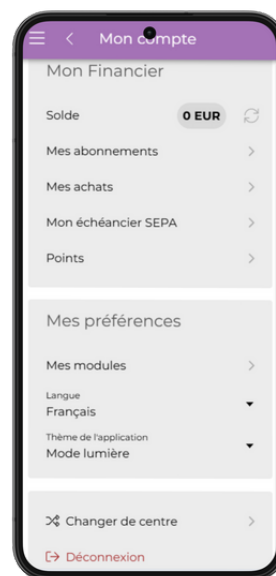 Mon compte
Mon Financier
Solde
0 EUR
Mes abonnements
Mes achats
Mon échéancier SEPA
Points
Mes préférences
Mes modules
Langue
Français
Thème de l'application
Mode lumière
Changer de centre
Déconnexion